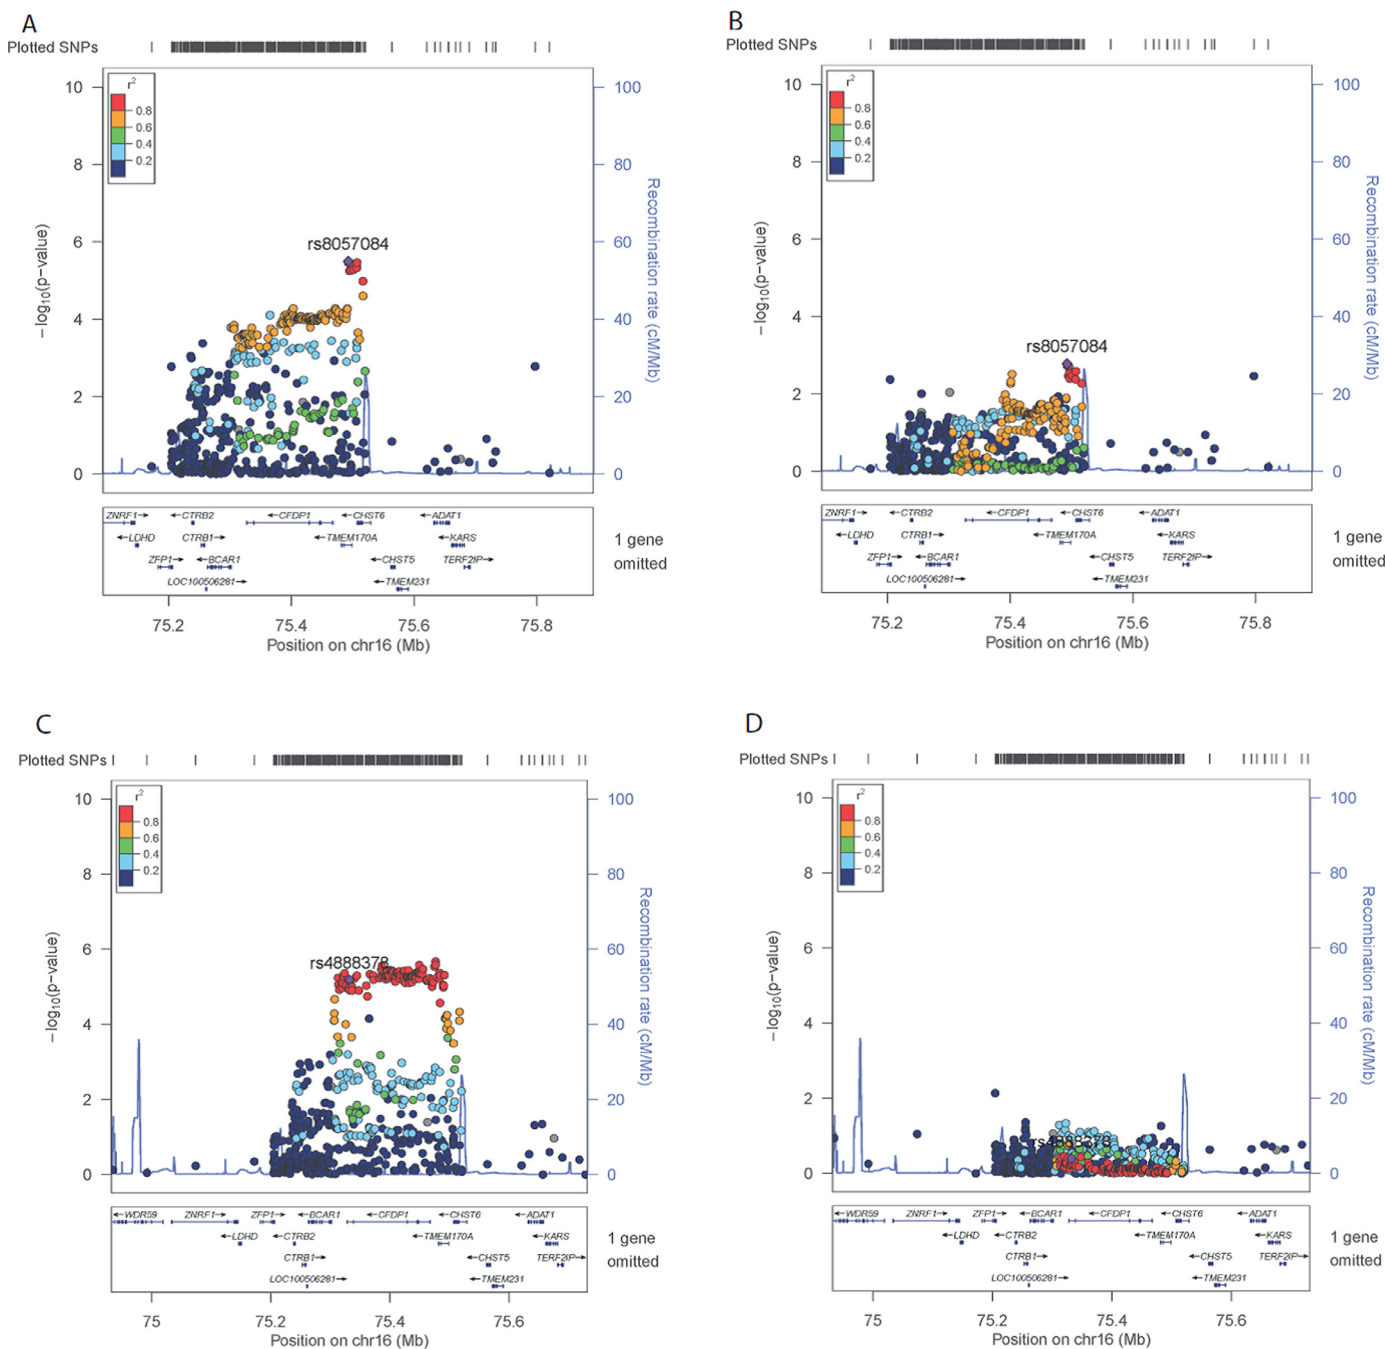 A
Plotted SNPs
r2
0.8
0.6
0.4
0.2
10
8
6
4
2
0
−log10(p−value)
100
80
60
40
20
0
Recombination rate (cM/Mb)
rs8057084
ZNRF1→ ←CTRB2 ←CFDP1 ←CHST6 ←ADAT1
←LDHD CTRB1→ ←TMEM170A ←KARS
ZFP1→ ←BCAR1 ←CHST5 TERF2IP→
LOC100506281→ ←TMEM231
1 gene
omitted
75.2 75.4 75.6 75.8
Position on chr16 (Mb)
B
Plotted SNPs
r2
0.8
0.6
0.4
0.2
10
8
6
4
2
0
−log10(p−value)
100
80
60
40
20
0
Recombination rate (cM/Mb)
rs8057084
ZNRF1→ ←CTRB2 ←CFDP1 ←CHST6 ←ADAT1
←LDHD CTRB1→ ←TMEM170A ←KARS
ZFP1→ ←BCAR1 ←CHST5 TERF2IP→
LOC100506281→ ←TMEM231
1 gene
omitted
75.2 75.4 75.6 75.8
Position on chr16 (Mb)
C
Plotted SNPs
r2
0.8
0.6
0.4
0.2
10
8
6
4
2
0
−log10(p−value)
100
80
60
40
20
0
Recombination rate (cM/Mb)
rs4888378
←WDR59 ZNRF1→ ZFP1→ ←BCAR1 ←CFDP1 ←CHST6 ←ADAT1
←LDHD ←CTRB2 ←TMEM170A ←KARS
CTRB1→ ←CHST5 TERF2IP→
LOC100506281→ ←TMEM231
1 gene
omitted
75 75.2 75.4 75.6
Position on chr16 (Mb)
D
Plotted SNPs
r2
0.8
0.6
0.4
0.2
10
8
6
4
2
0
−log10(p−value)
100
80
60
40
20
0
Recombination rate (cM/Mb)
rs4888378
←WDR59 ZNRF1→ ZFP1→ ←BCAR1 ←CFDP1 ←CHST6 ←ADAT1
←LDHD ←CTRB2 ←TMEM170A ←KARS
CTRB1→ ←CHST5 TERF2IP→
LOC100506281→ ←TMEM231
1 gene
omitted
75 75.2 75.4 75.6
Position on chr16 (Mb)